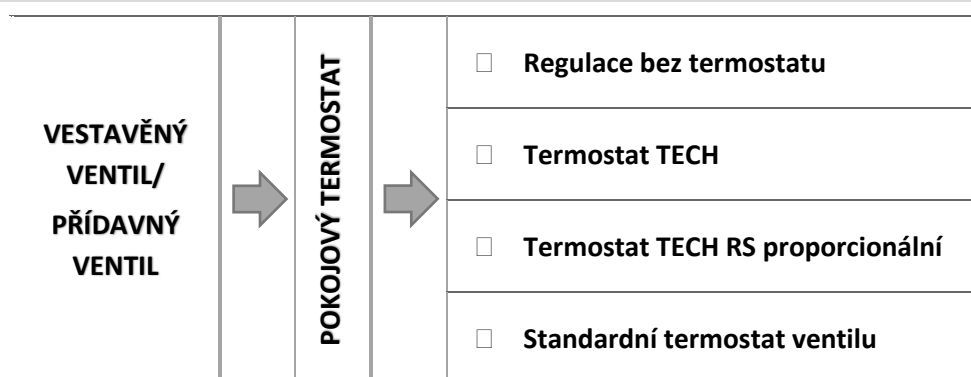 VESTAVĚNÝ
VENTIL/
PŘÍDAVNÝ
VENTIL
POKOJOVÝ TERMOSTAT
Regulace bez termostatu
Termostat TECH
Termostat TECH RS proporcionální
Standardní termostat ventilu